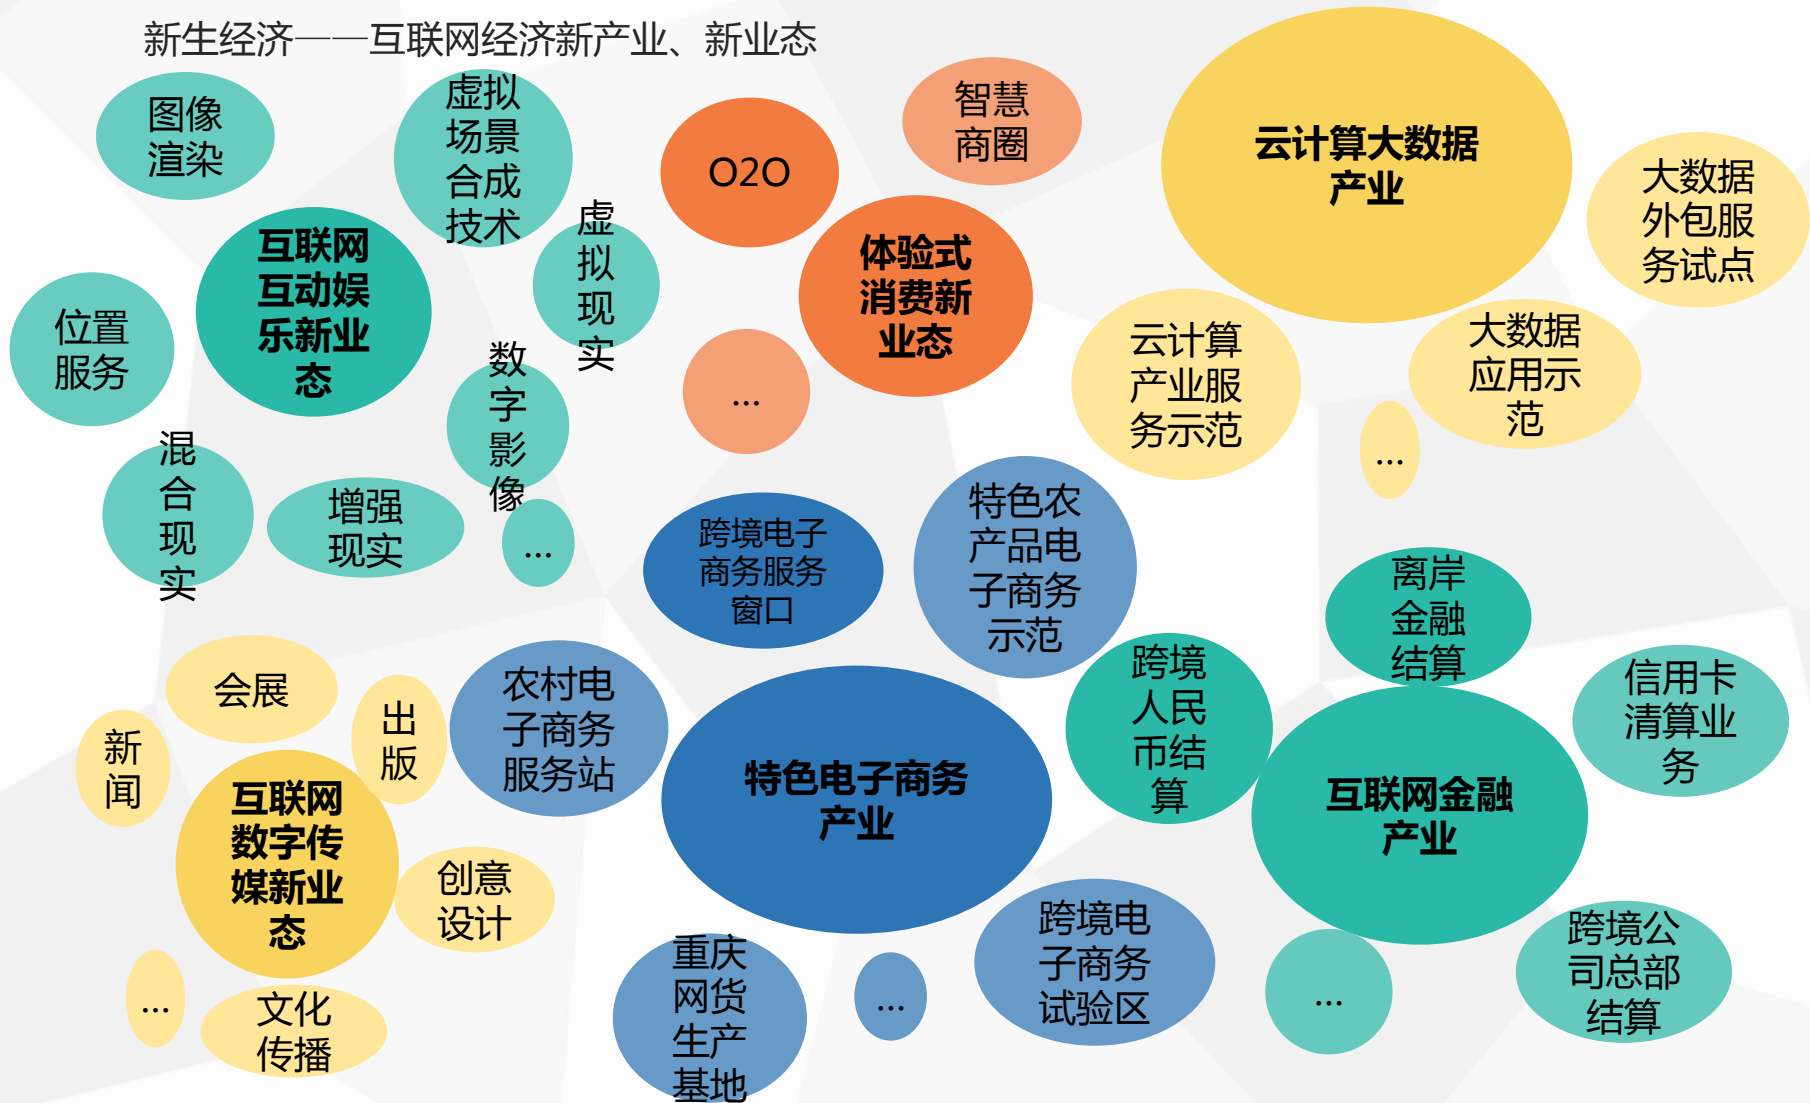 新生经济——互联网经济新产业、新业态
图像
渲染
虚拟
场景
合成
技术
虚
拟
现
实
互联网
互动娱
乐新业
态
位置
服务
数
字
影
像
混
合
现
实
增强
现实
...
O2O
智慧
商圈
体验式
消费新
业态
...
云计算大数据
产业
大数据
外包服
务试点
云计算
产业服
务示范
大数据
应用示
范
...
跨境电子
商务服务
窗口
特色农
产品电
子商务
示范
农村电
子商务
服务站
特色电子商务
产业
重庆
网货
生产
基地
...
跨境电
子商务
试验区
离岸
金融
结算
跨境
人民
币结
算
信用卡
清算业
务
互联网金融
产业
...
跨境公
司总部
结算
会展
出
版
新
闻
互联网
数字传
媒新业
态
创意
设计
...
文化
传播